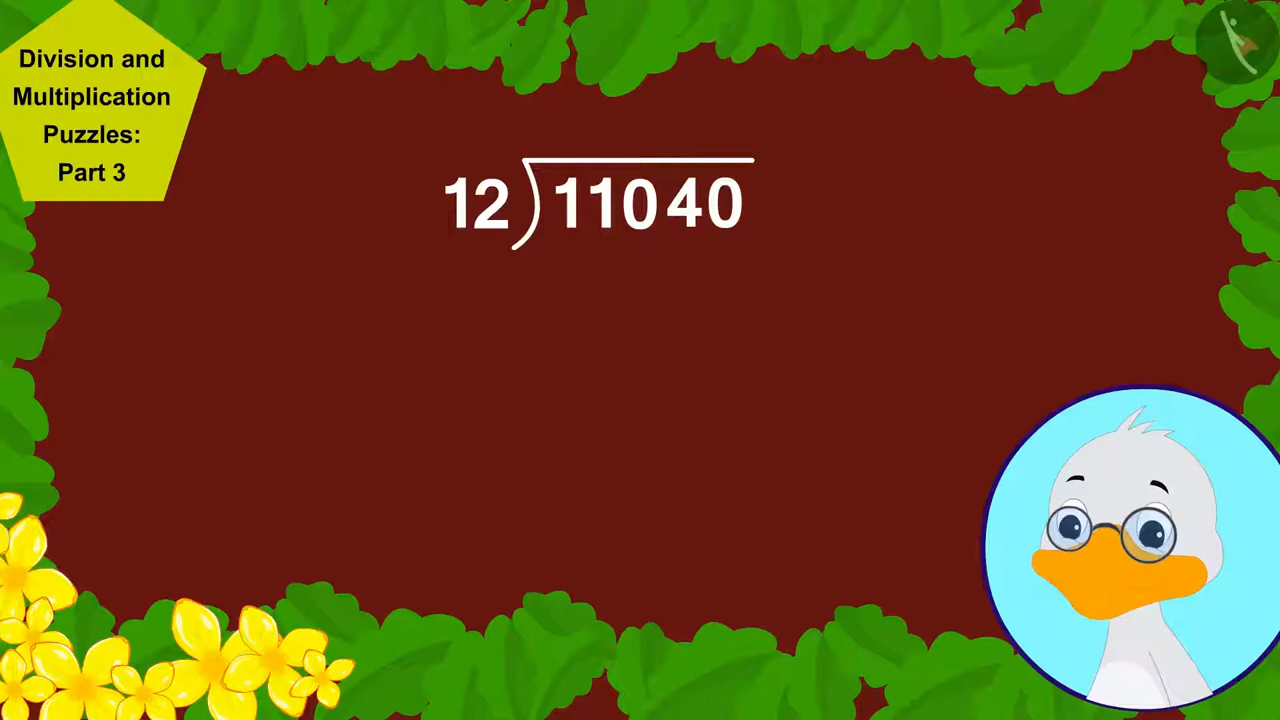 Division and
Multiplication
Puzzles:
Part 3
12)11040